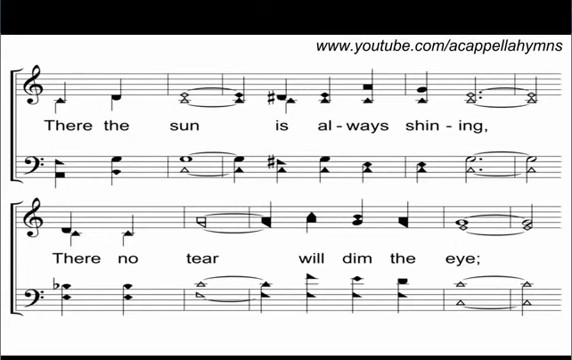 www.youtube.com/acappellahymns
There the sun is al-ways shin-ing,
There no tear will dim the eye;